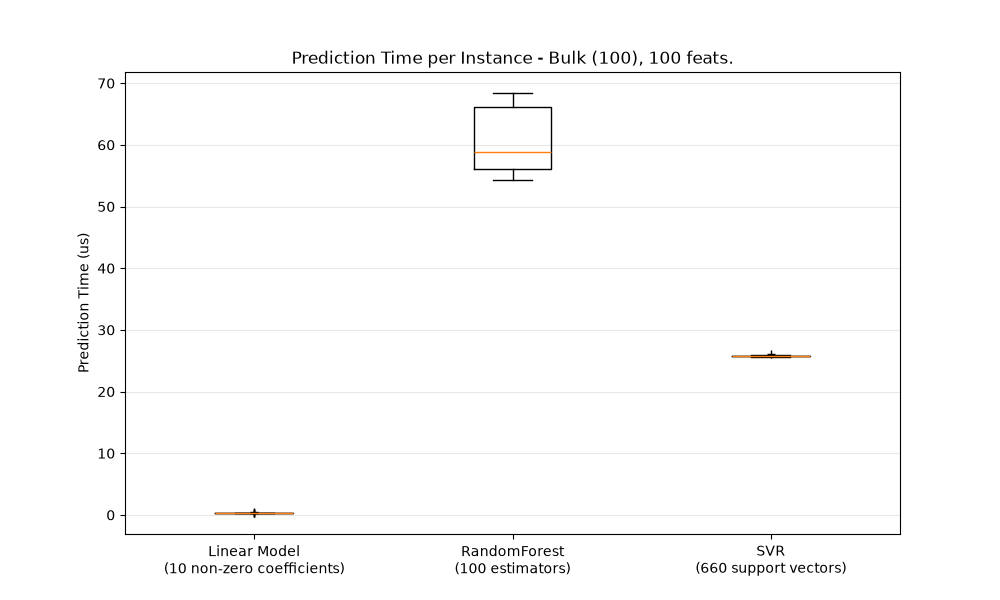 Prediction Time per Instance - Bulk (100), 100 feats.
Prediction Time (us)
70
60
50
40
30
20
10
0
Linear Model
(10 non-zero coefficients)
RandomForest
(100 estimators)
SVR
(660 support vectors)